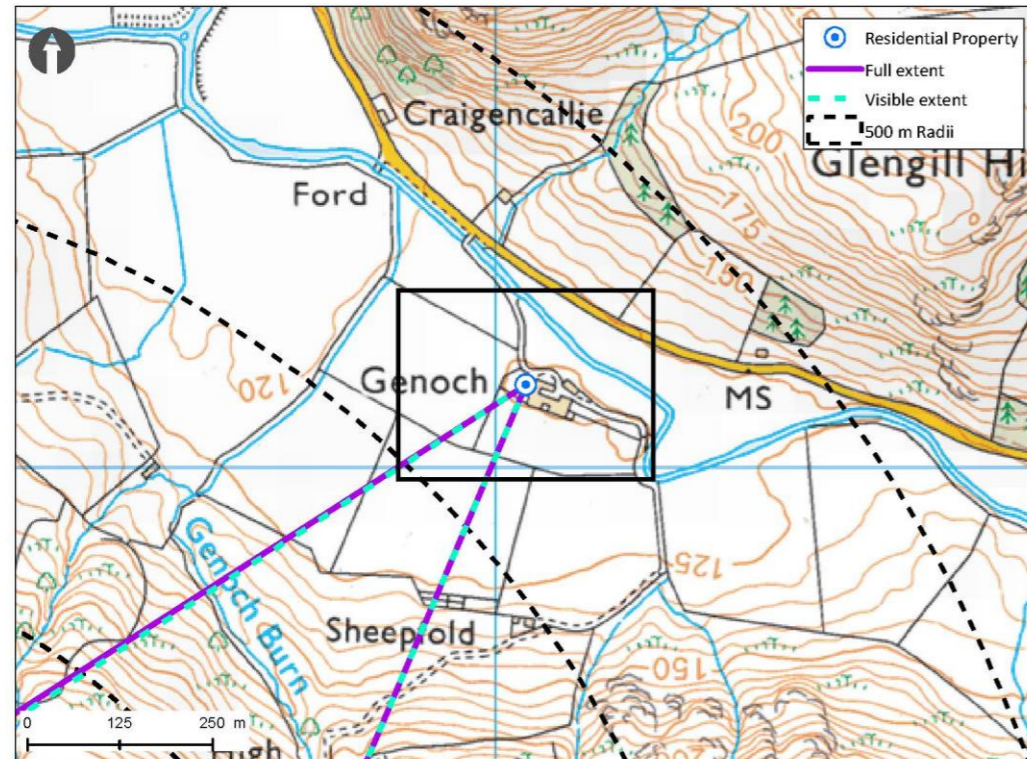 Residential Property
Full extent
Visible extent
500 m Radii
Craigencallie
200
Glengill Hi
Ford
175
150
120
Genoch
MS
Genoch Burn
125
Sheepfold
150
0 125 250 m
High